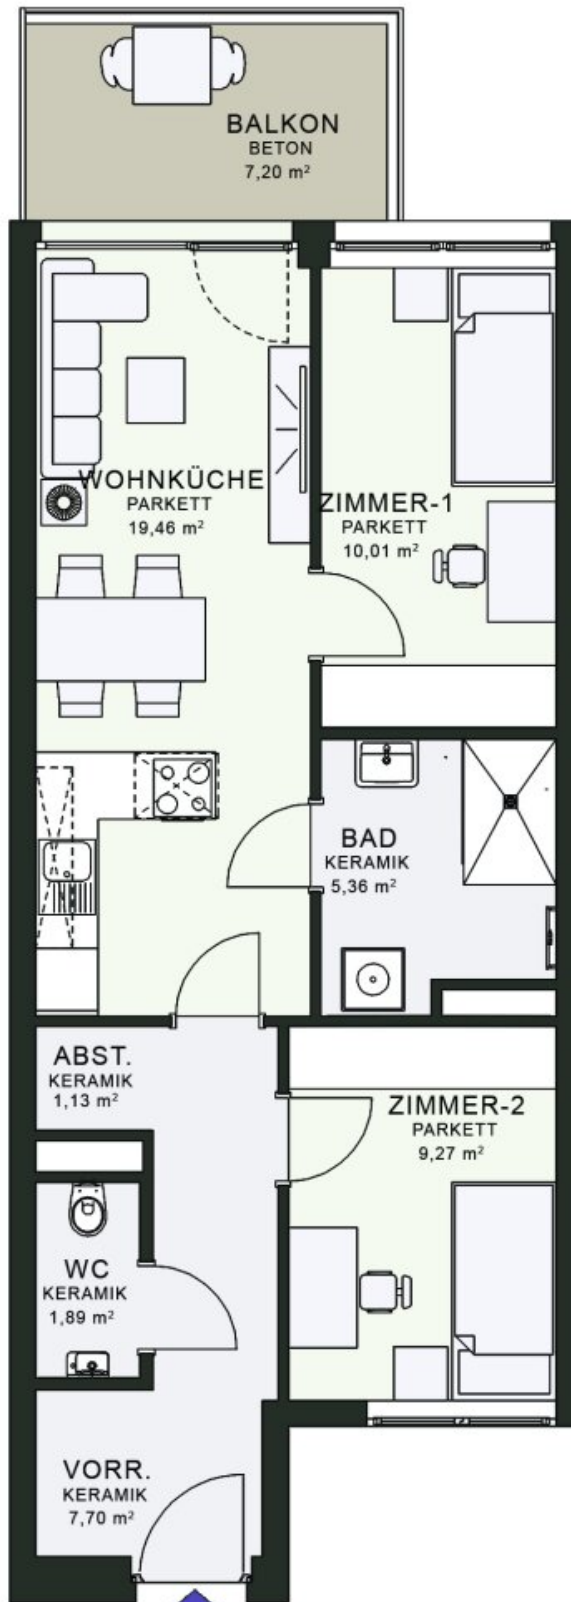 BALKON
BETON
7,20 m²
WOHNKÜCHE
PARKETT
19,46 m²
ZIMMER-1
PARKETT
10,01 m²
BAD
KERAMIK
5,36 m²
ABST.
KERAMIK
1,13 m²
ZIMMER-2
PARKETT
9,27 m²
WC
KERAMIK
1,89 m²
VORR.
KERAMIK
7,70 m²